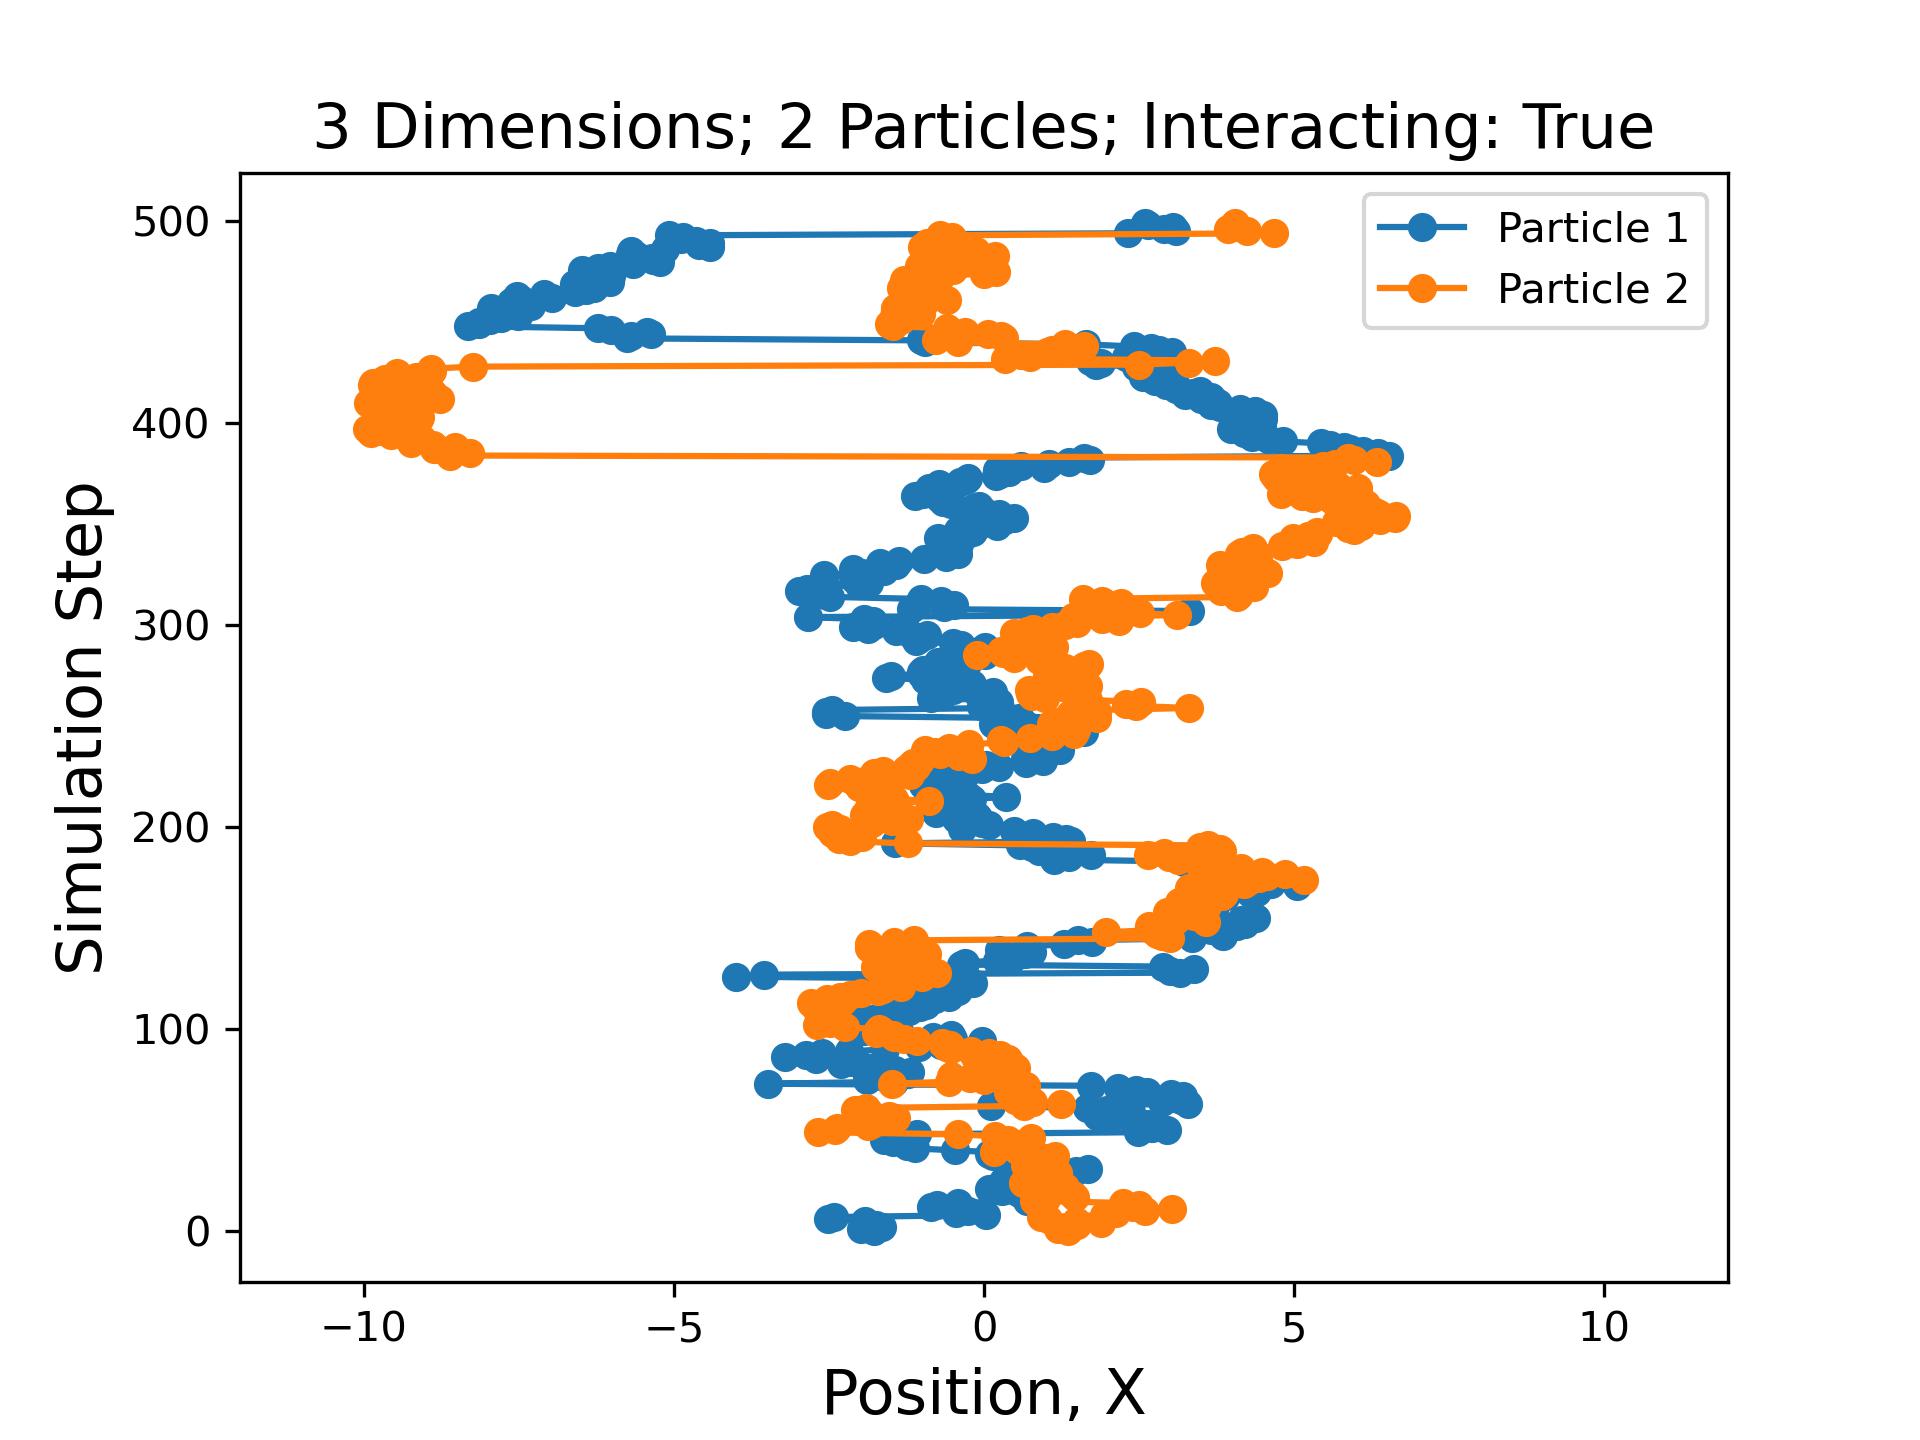 3 Dimensions; 2 Particles; Interacting: True
Particle 1
Particle 2
Simulation Step
500
400
300
200
100
0
−10
−5
0
5
10
Position, X